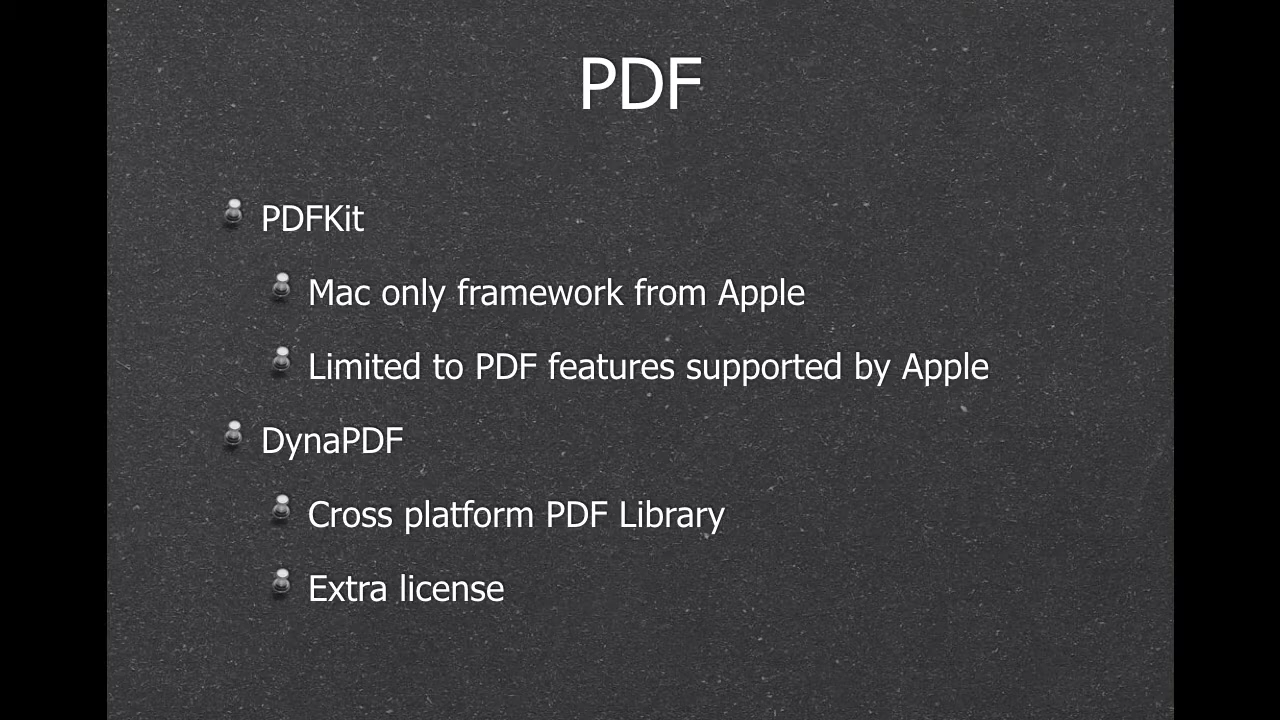 PDF
PDFKit
Mac only framework from Apple
Limited to PDF features supported by Apple
DynaPDF
Cross platform PDF Library
Extra license